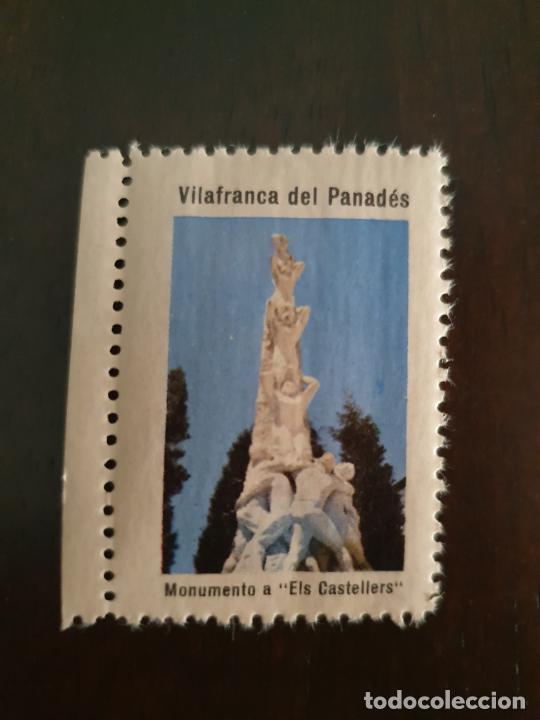 Vilafranca del Panadés
Monumento a "Els Castellers"
todocoleccion